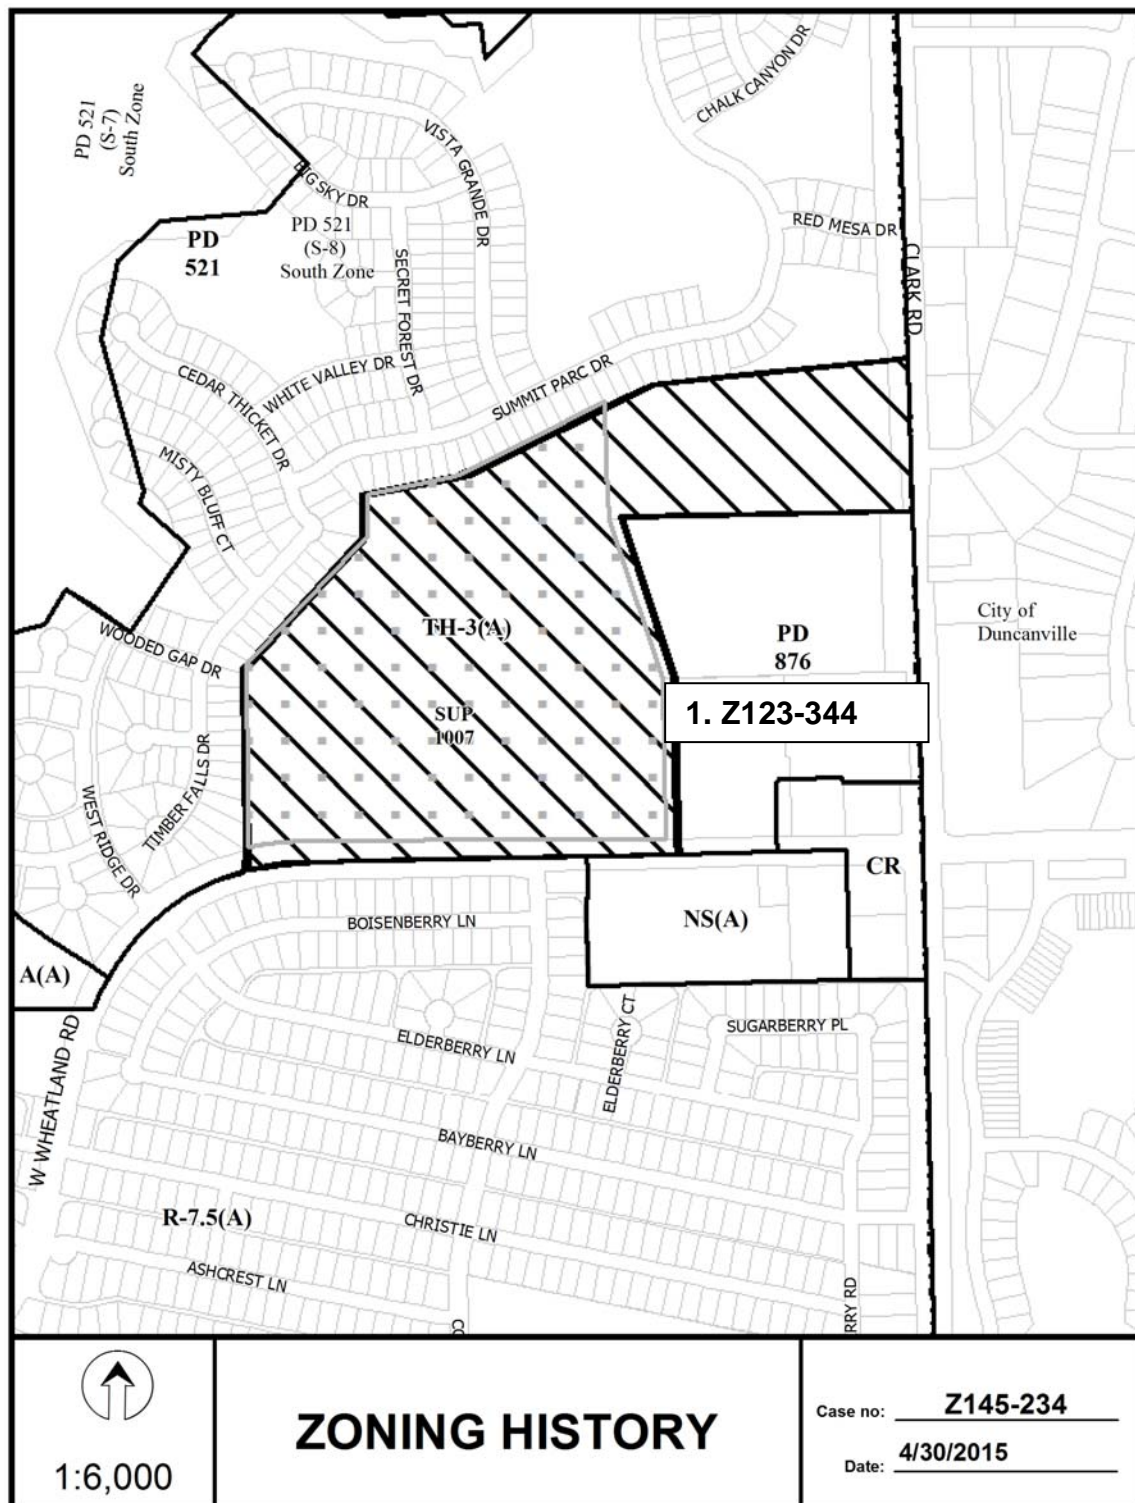 CHALK CANYON DR
PD 521
(S-7)
South Zone
VISTA GRANDE DR
BIG SKY DR
PD 521
(S-8)
South Zone
RED MESA DR
PD
521
CLARK RD
SECRET FOREST DR
WHITE VALLEY DR
CEDAR THICKET DR
SUMMIT PARC DR
MISTY BLUFF CT
City of
Duncanville
TH-3(A)
PD
876
WOODED GAP DR
SUP
1007
1. Z123-344
TIMBER FALLS DR
WEST RIDGE DR
CR
BOISENBERRY LN
NS(A)
A(A)
ELDERBERRY LN
ELDERBERRY CT
SUGARBERRY PL
W WHEATLAND RD
BAYBERRY LN
R-7.5(A)
CHRISTIE LN
ASHCREST LN
RRY RD
CO
1:6,000
ZONING HISTORY
Case no: Z145-234
Date: 4/30/2015